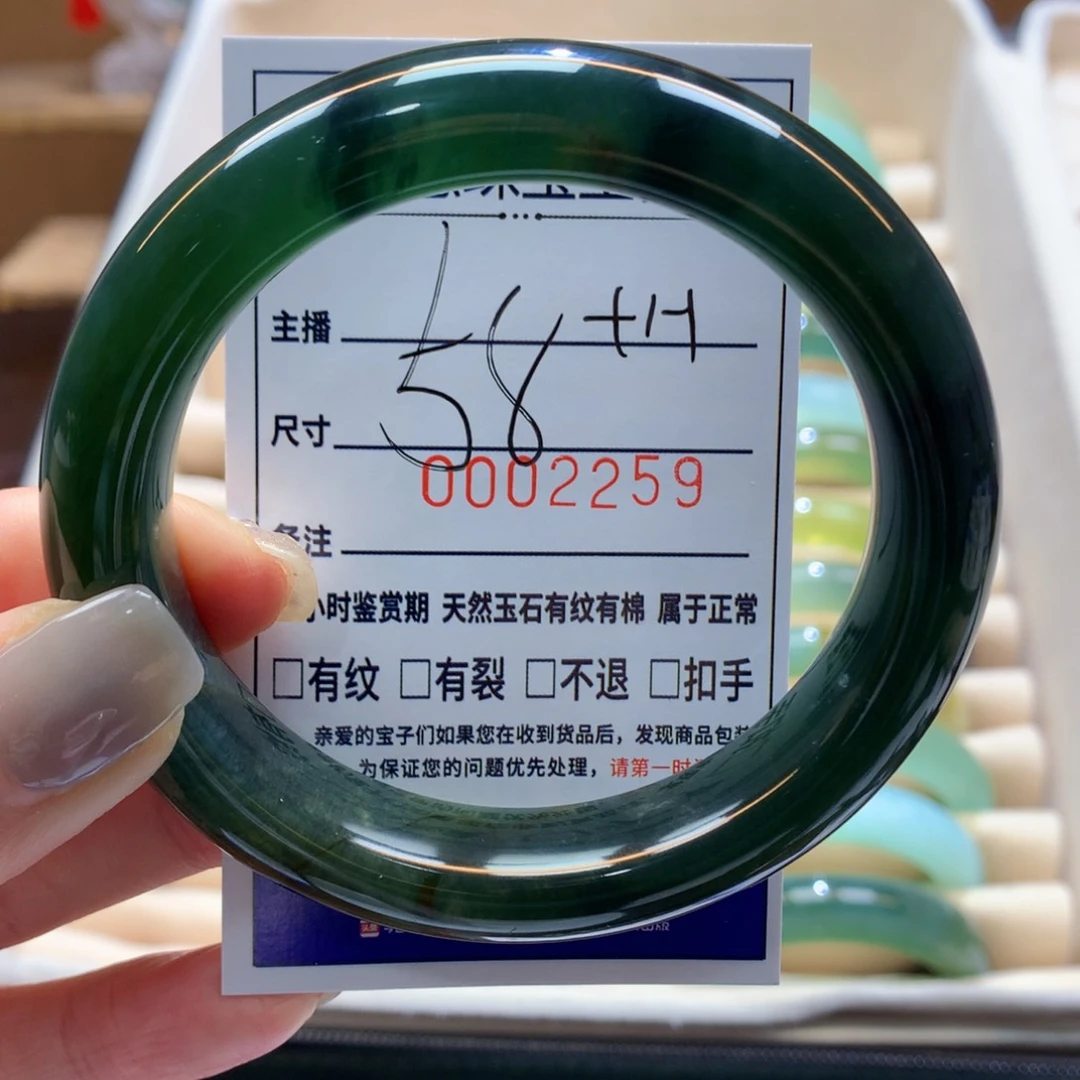 主播 58+H
尺寸
0002259
备注
小时鉴赏期 天然玉石有纹有棉 属于正常
□有纹 □有裂 □不退 □扣手
亲爱的宝子们如果您在收到货品后，发现商品包装
为保证您的问题优先处理，请第一时